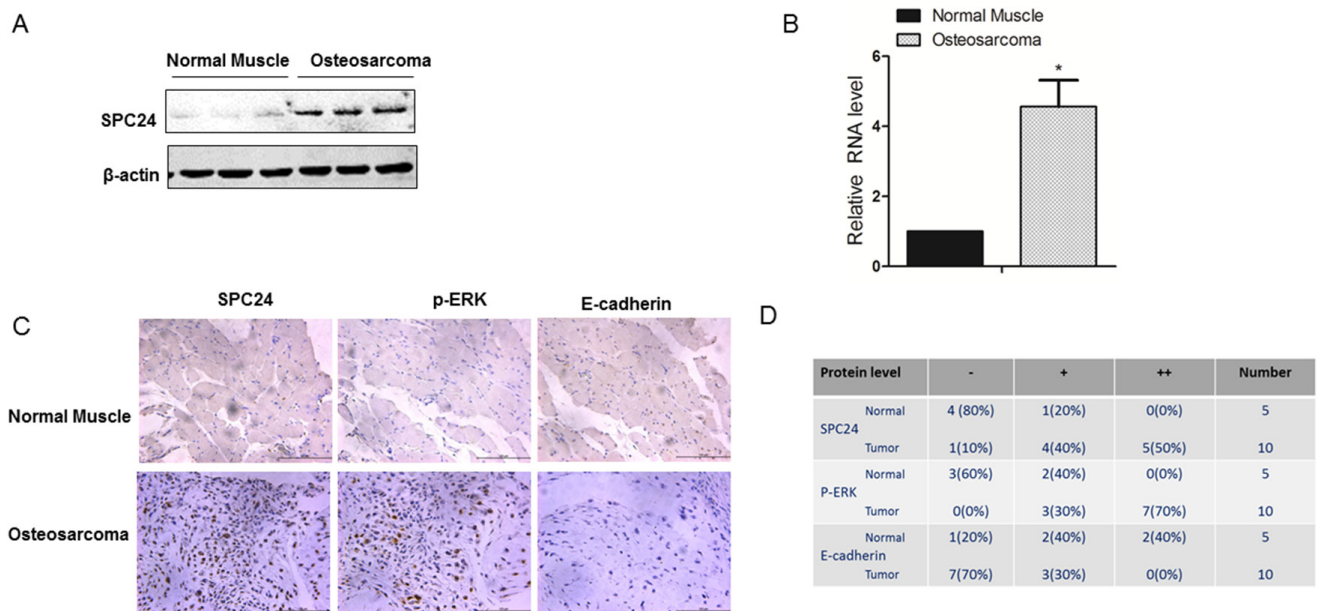 A
Normal Muscle Osteosarcoma
SPC24
β-actin
B
Normal Muscle
Osteosarcoma
Relative RNA level
6
4
2
0
*
C
SPC24 p-ERK E-cadherin
Normal Muscle
Osteosarcoma
D
Protein level - + ++ Number
Normal 4 (80%) 1(20%) 0(0%) 5
SPC24
Tumor 1(10%) 4(40%) 5(50%) 10
Normal 3(60%) 2(40%) 0(0%) 5
P-ERK
Tumor 0(0%) 3(30%) 7(70%) 10
Normal 1(20%) 2(40%) 2(40%) 5
E-cadherin
Tumor 7(70%) 3(30%) 0(0%) 10